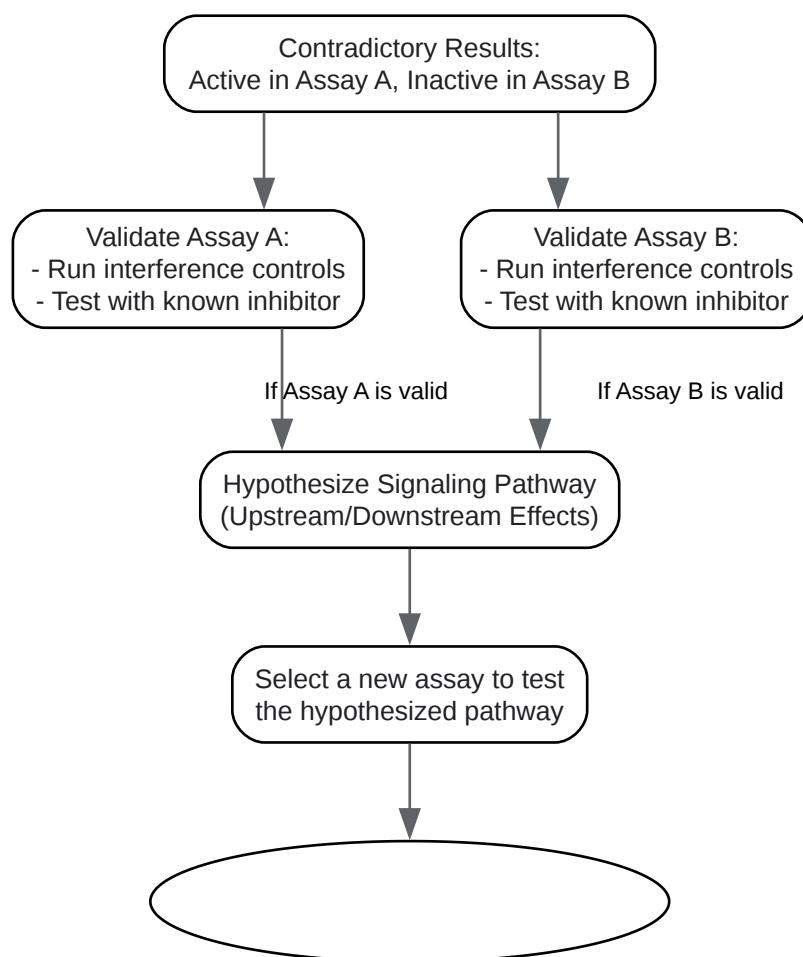 Contradictory Results:
Active in Assay A, Inactive in Assay B
Validate Assay A:
- Run interference controls
- Test with known inhibitor
Validate Assay B:
- Run interference controls
- Test with known inhibitor
If Assay A is valid
If Assay B is valid
Hypothesize Signaling Pathway
(Upstream/Downstream Effects)
Select a new assay to test
the hypothesized pathway